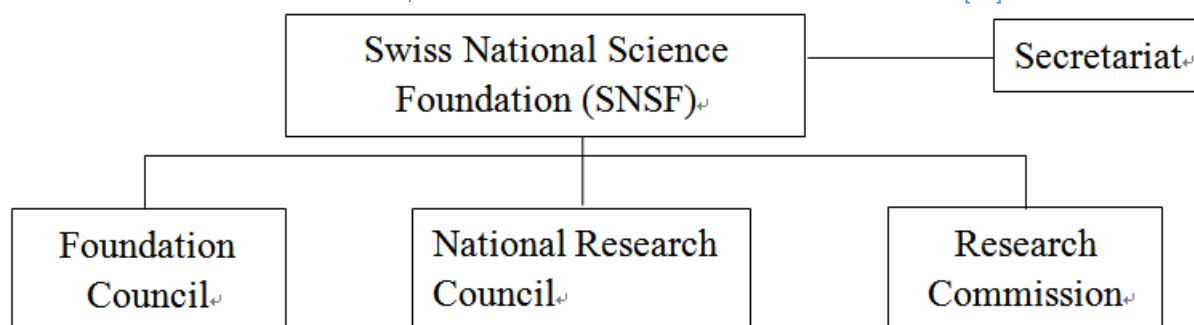 Swiss National Science
Foundation (SNSF)
Secretariat
Foundation
Council
National Research
Council
Research
Commission